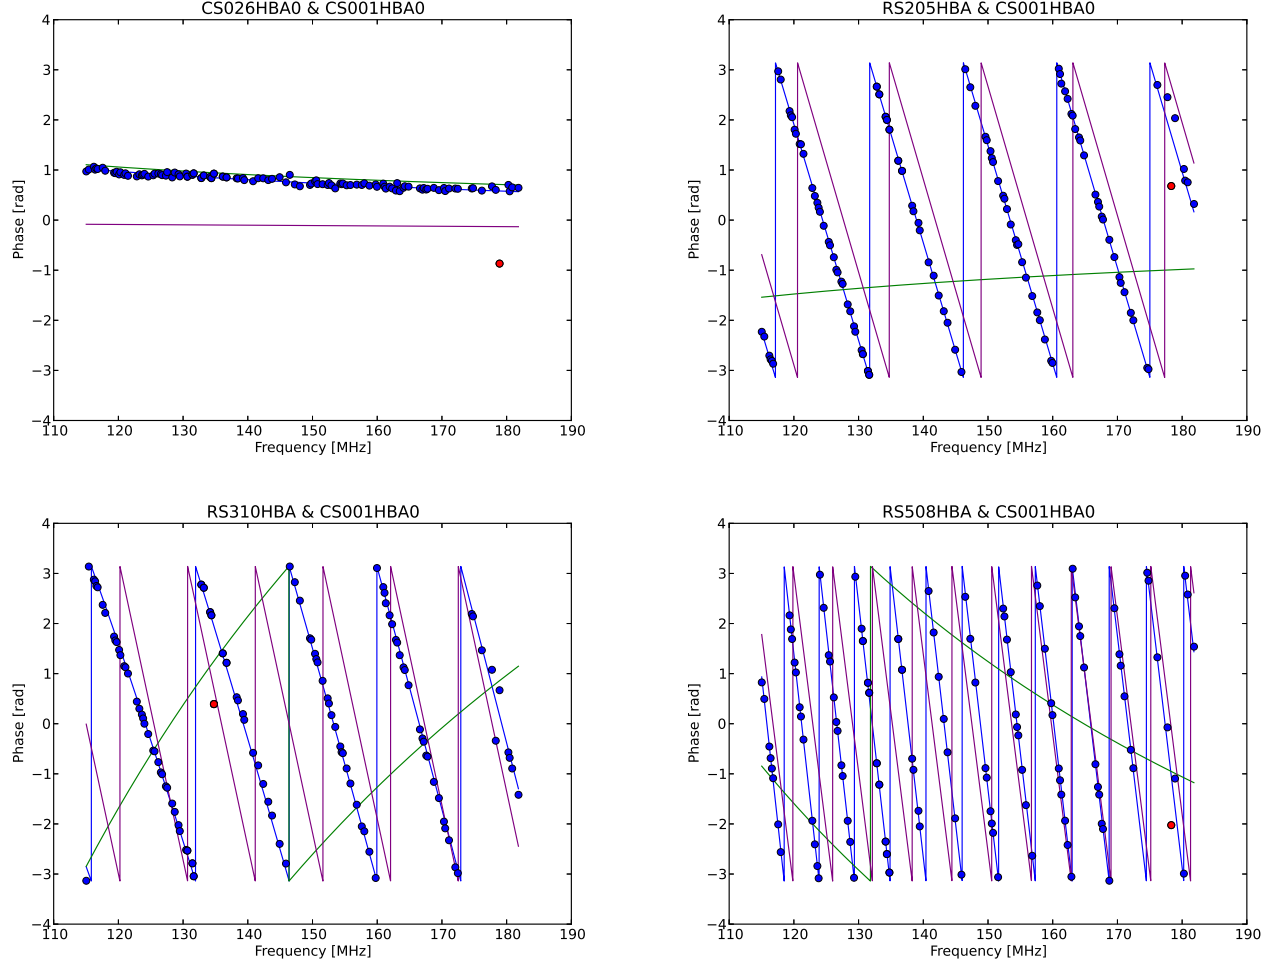 CS026HBA0 & CS001HBA0
4
3
2
1
0
−1
−2
−3
−4
Phase [rad]
110 120 130 140 150 160 170 180 190
Frequency [MHz]
RS205HBA & CS001HBA0
4
3
2
1
0
−1
−2
−3
−4
Phase [rad]
110 120 130 140 150 160 170 180 190
Frequency [MHz]
RS310HBA & CS001HBA0
4
3
2
1
0
−1
−2
−3
−4
Phase [rad]
110 120 130 140 150 160 170 180 190
Frequency [MHz]
RS508HBA & CS001HBA0
4
3
2
1
0
−1
−2
−3
−4
Phase [rad]
110 120 130 140 150 160 170 180 190
Frequency [MHz]